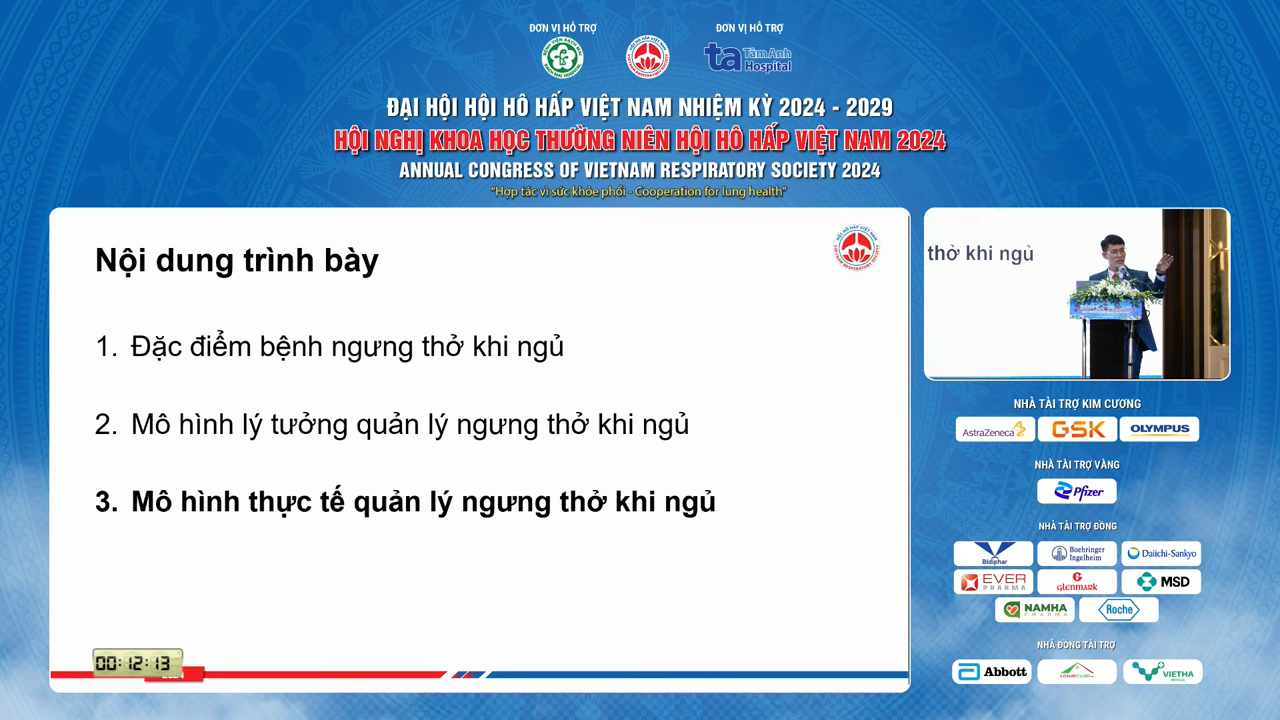 ĐƠN VỊ HỖ TRỢ
ĐƠN VỊ HỖ TRỢ
ta TâmAnh Hospital
ĐẠI HỘI HỘI HÔ HẤP VIỆT NAM NHIỆM KỲ 2024 - 2029
HỘI NGHỊ KHOA HỌC THƯỜNG NIÊN HỘI HÔ HẤP VIỆT NAM 2024
ANNUAL CONGRESS OF VIETNAM RESPIRATORY SOCIETY 2024
“Hợp tác vì sức khỏe phổi - Cooperation for lung health”
Nội dung trình bày
1. Đặc điểm bệnh ngưng thở khi ngủ
2. Mô hình lý tưởng quản lý ngưng thở khi ngủ
3. Mô hình thực tế quản lý ngưng thở khi ngủ
00:12:13
thở khi ngủ
NHÀ TÀI TRỢ KIM CƯƠNG
AstraZeneca
GSK
OLYMPUS
NHÀ TÀI TRỢ VÀNG
Pfizer
NHÀ TÀI TRỢ ĐỒNG
Bidiphar
Boehringer Ingelheim
Daiichi-Sankyo
EVER PHARMA
GLENMARK
MSD
NAMHA PHARMA
Roche
NHÀ ĐỒNG TÀI TRỢ
Abbott
HOMECARE
VIETHA